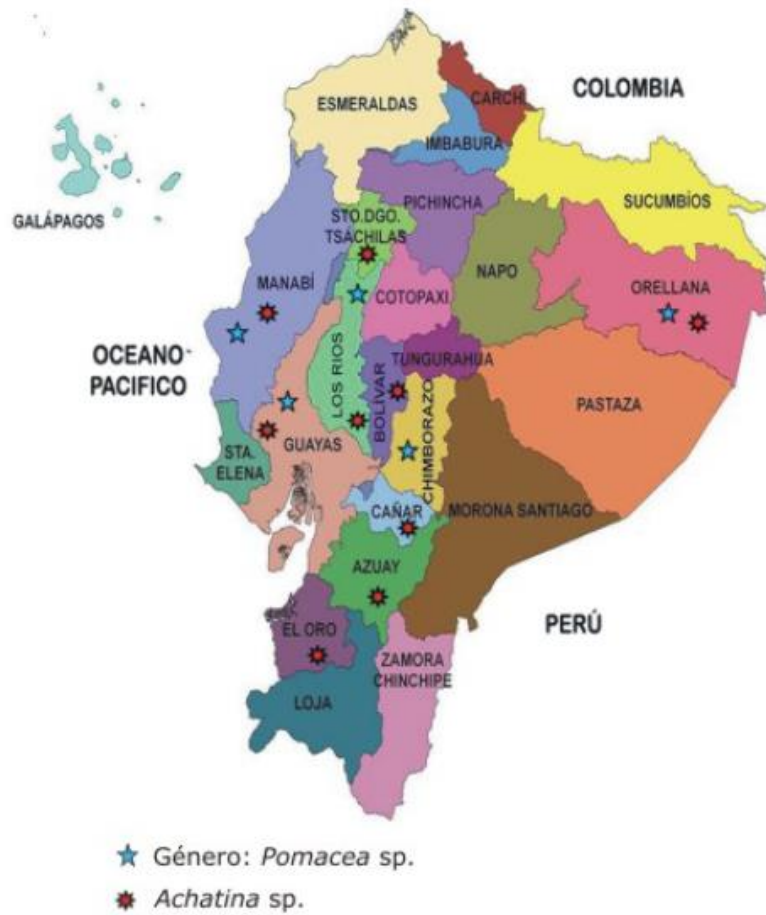 ESMERALDAS
CARCHI
COLOMBIA
IMBABURA
GALÁPAGOS
SUCUMBÍOS
PICHINCHA
STO.DGO.
TSÁCHILAS
NAPO
MANABÍ
COTOPAXI
ORELLANA
OCEANO
PACIFICO
TUNGURAHUA
LOS RIOS
BOLÍVAR
CHIMBORAZO
PASTAZA
STA.
ELENA
GUAYAS
CAÑAR
MORONA SANTIAGO
AZUAY
PERÚ
EL ORO
ZAMORA
CHINCHIPE
LOJA
Género: Pomacea sp.
Achatina sp.